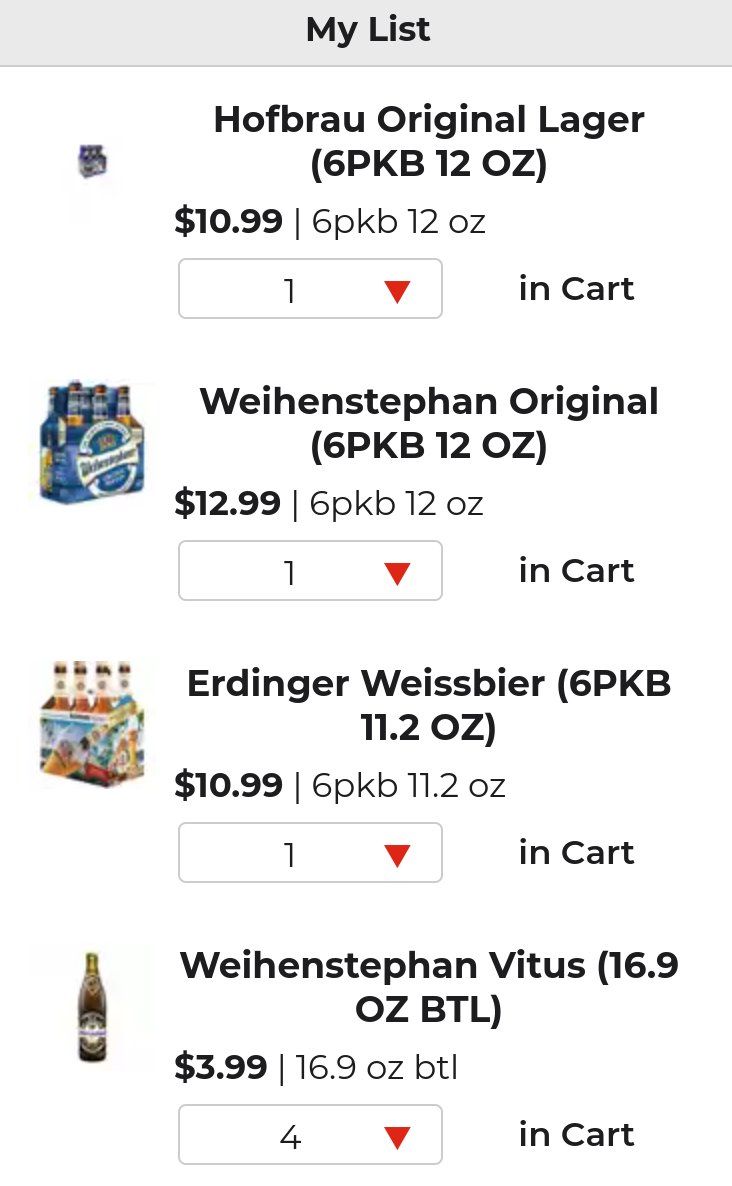 My List
Hofbrau Original Lager
(6PKB 12 OZ)
$10.99 | 6pkb 12 oz
1
in Cart
Weihenstephan Original
(6PKB 12 OZ)
$12.99 | 6pkb 12 oz
1
in Cart
Erdinger Weissbier (6PKB
11.2 OZ)
$10.99 | 6pkb 11.2 oz
1
in Cart
Weihenstephan Vitus (16.9
OZ BTL)
$3.99 | 16.9 oz btl
4
in Cart